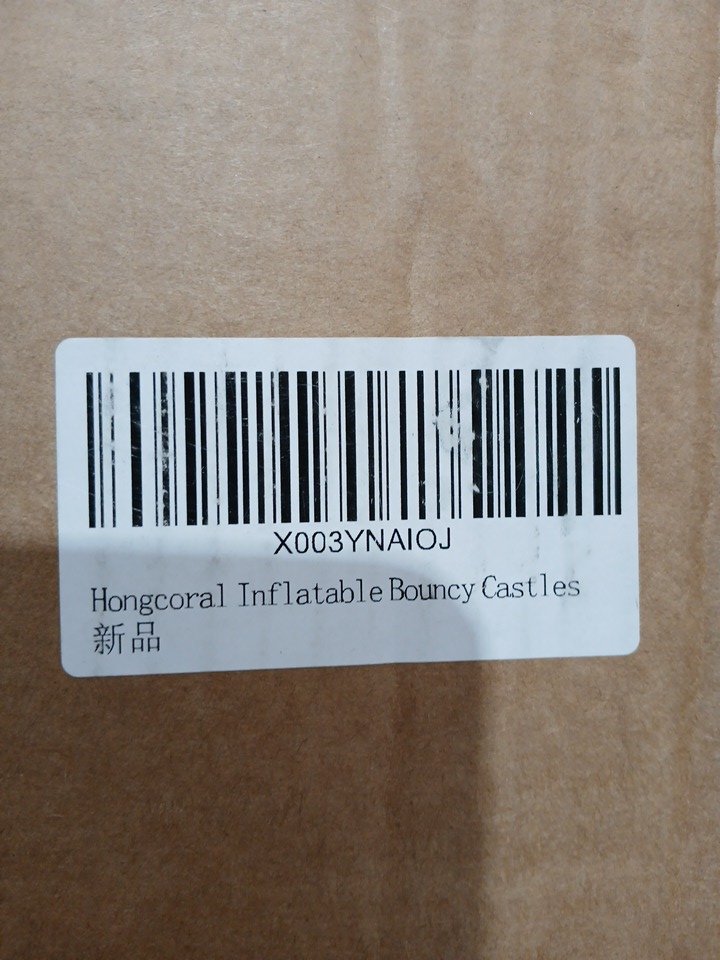 X003YNAIOJ
Hongcoral Inflatable Bouncy Castles
新品